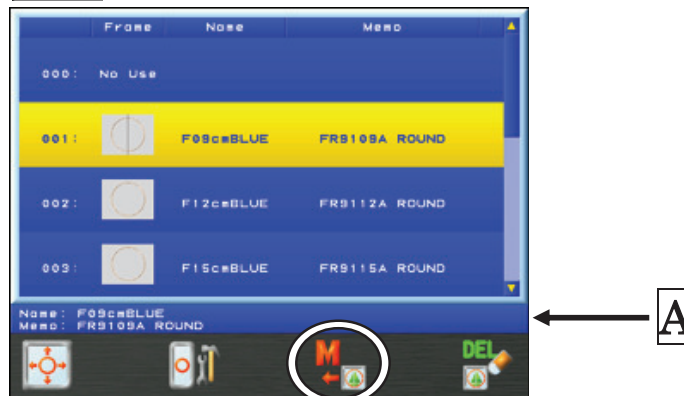 Frame Name Memo
000: No Use
001: F09cmBLUE FR9109A ROUND
002: F12cmBLUE FR9112A ROUND
003: F15cmBLUE FR9115A ROUND
Name: F09cmBLUE
Memo: FR9109A ROUND
M DEL
A